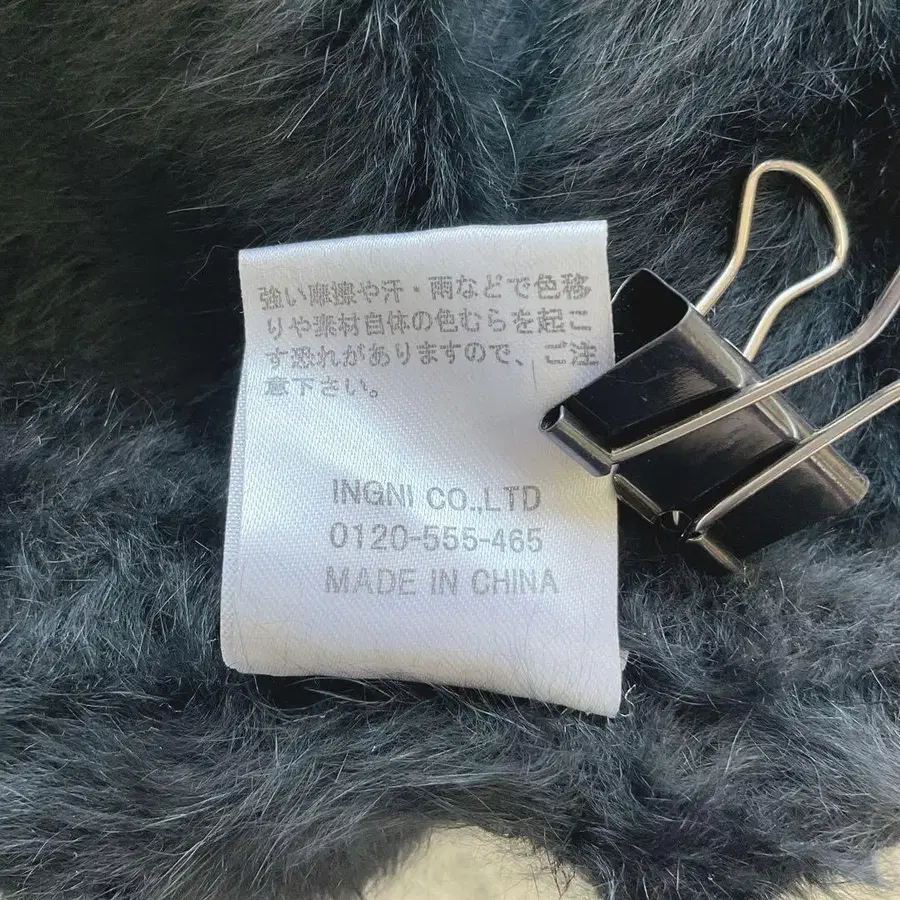 強い摩擦や汗・雨などで色移
りや素材自体の色むらを起こ
す恐れがありますので、ご注
意下さい。
INGNI CO.,LTD
0120-555-465
MADE IN CHINA